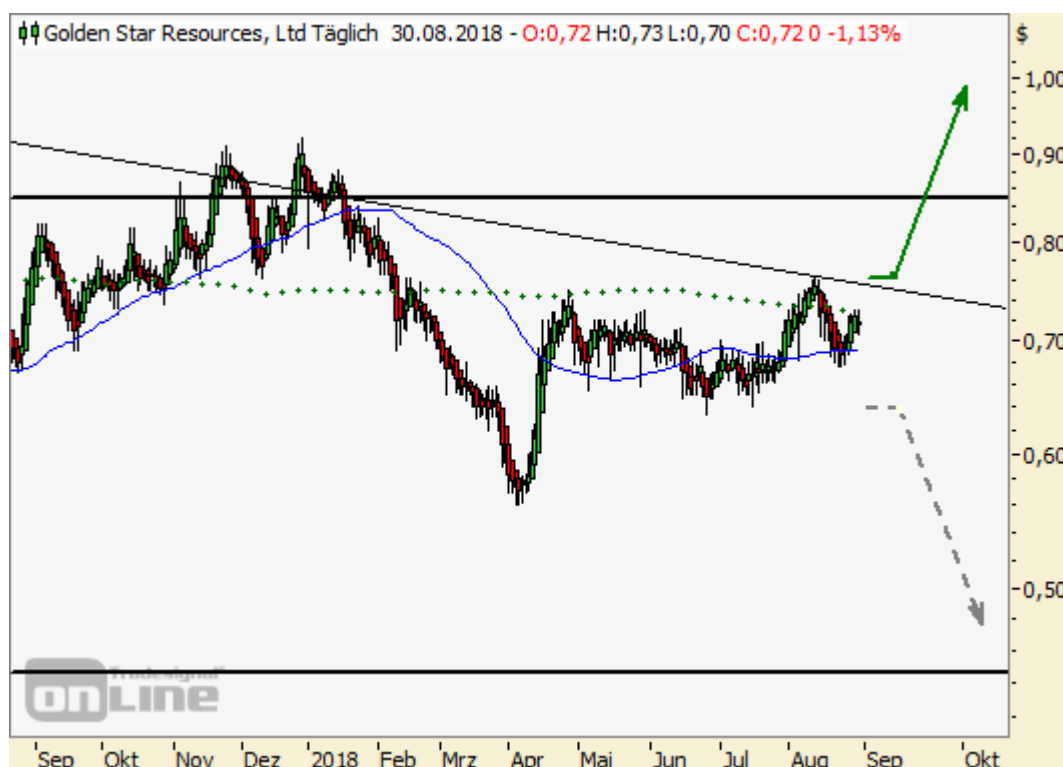 Golden Star Resources, Ltd Täglich 30.08.2018 - O:0,72 H:0,73 L:0,70 C:0,72 0 -1,13%
$
1,00
0,90
0,80
0,70
0,60
0,50
Tradesignal®
onLine
Sep Okt Nov Dez 2018 Feb Mrz Apr Mai Jun Jul Aug Sep Okt